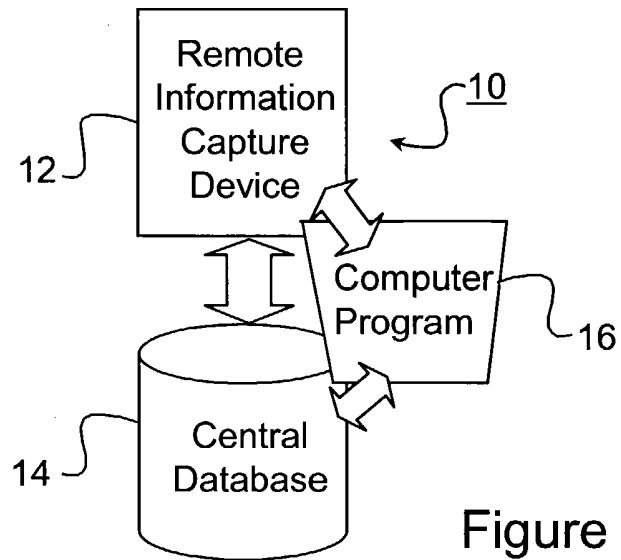 Remote
Information
Capture
Device
10
12
Computer
Program
16
Central
Database
14
Figure